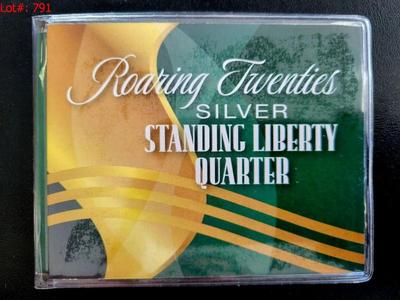 Lot#: 791
Roaring Twenties
SILVER
STANDING LIBERTY
QUARTER